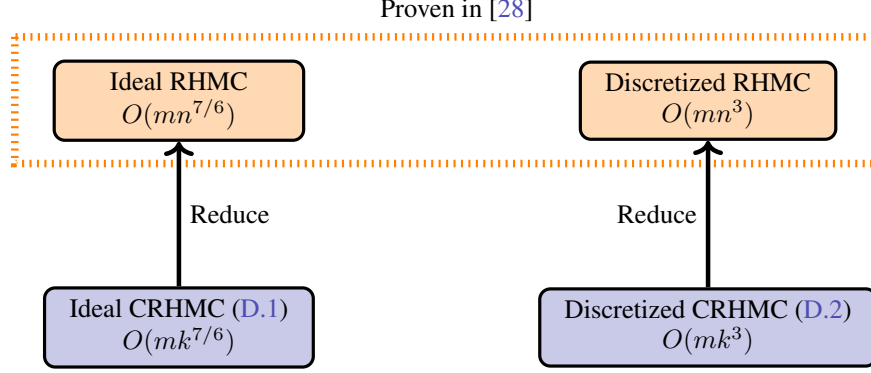 Proven in [28]
Ideal RHMC
O(mn^{7/6})
Discretized RHMC
O(mn^3)
Reduce
Reduce
Ideal CRHMC (D.1)
O(mk^{7/6})
Discretized CRHMC (D.2)
O(mk^3)